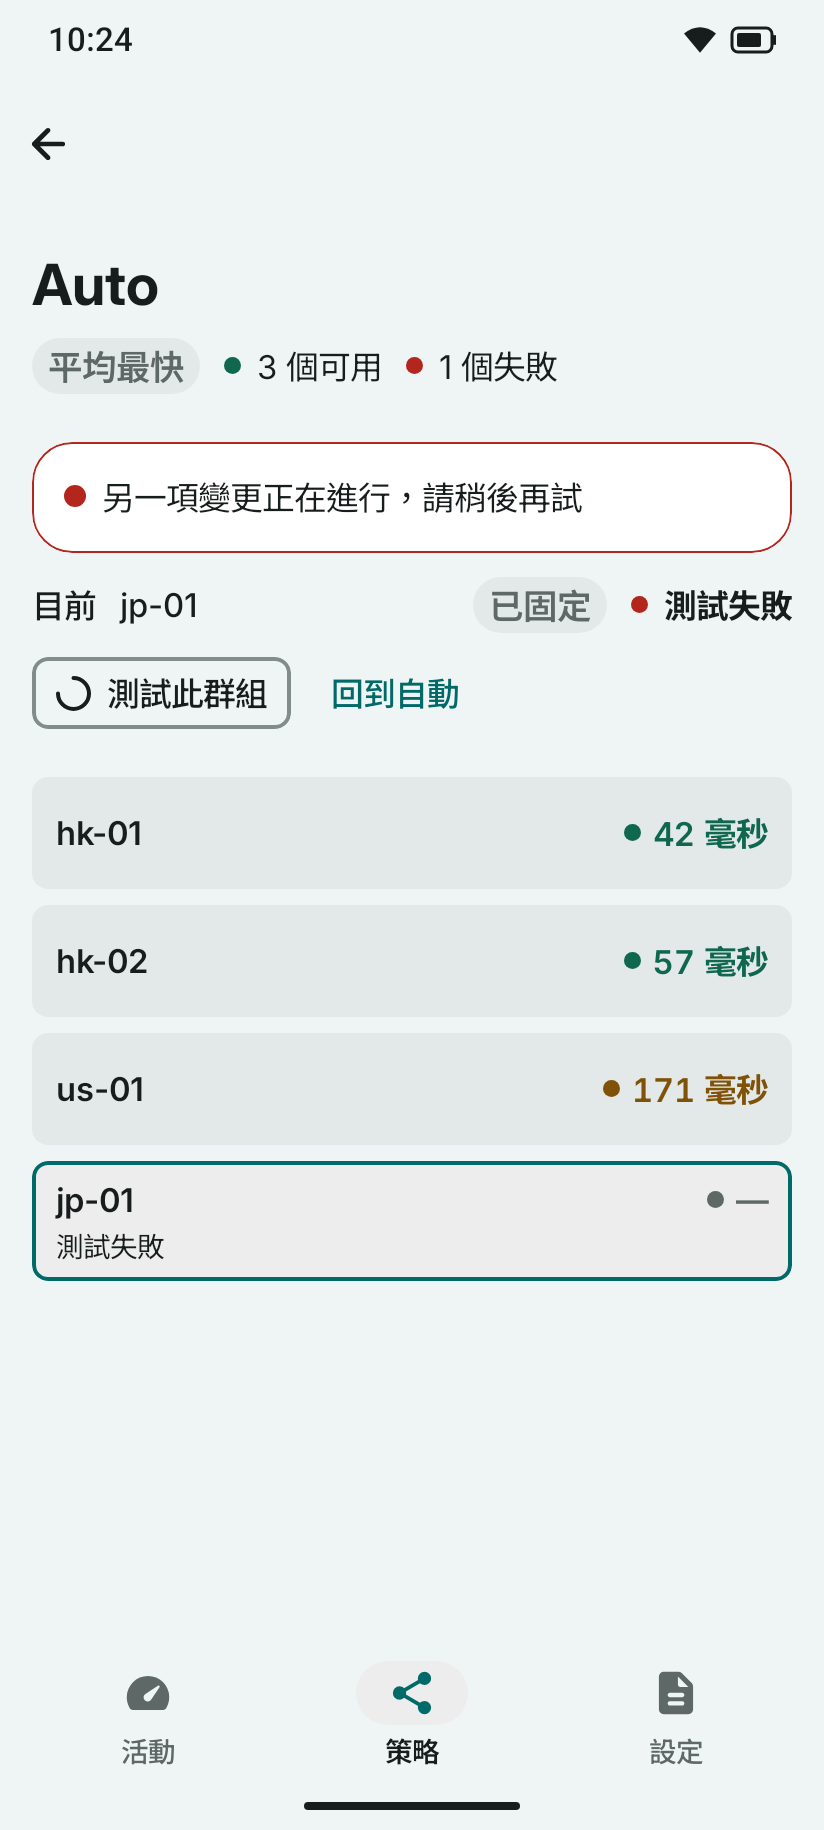 10:24
Auto
平均最快 3 個可用 1 個失敗
另一項變更正在進行，請稍後再試
目前 jp-01 已固定 測試失敗
測試此群組 回到自動
hk-01 42 毫秒
hk-02 57 毫秒
us-01 171 毫秒
jp-01 —
測試失敗
活動 策略 設定